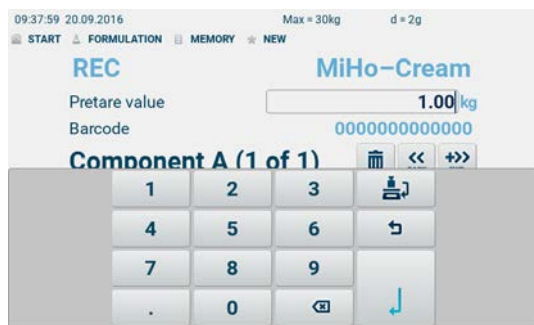 09:37:59 20.09.2016 Max = 30kg d = 2g
START FORMULATION MEMORY NEW
REC MiHo-Cream
Pretare value 1.00 kg
Barcode 0000000000000
Component A (1 of 1) << +>>
1 2 3
4 5 6
7 8 9
. 0